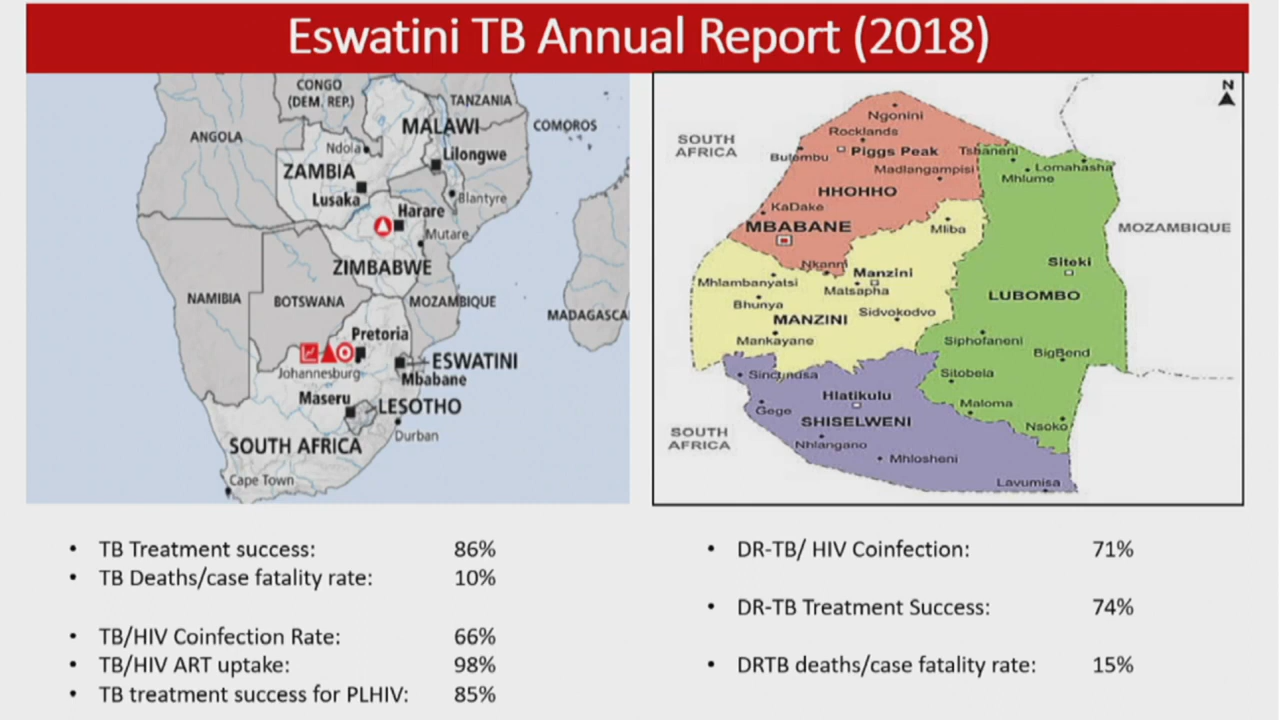 Eswatini TB Annual Report (2018)
CONGO
(DEM. REP.)
TANZANIA
ANGOLA
MALAWI
COMOROS
Ndola
Lilongwe
ZAMBIA
Lusaka
Blantyre
Harare
Mutare
ZIMBABWE
NAMIBIA
BOTSWANA
MOZAMBIQUE
MADAGASCA
Pretoria
ESWATINI
Johannesburg
Mbabane
Maseru
LESOTHO
Durban
SOUTH AFRICA
Cape Town
N
Ngonini
SOUTH
AFRICA
Rocklands
Bulembu
Piggs Peak
Tshaneni
Lomahasha
Madlangampisi
Mhlume
HHOHHO
KaDake
MBABANE
Mliba
MOZAMBIQUE
Nkanni
Manzini
Siteki
Mhlambanyatsi
Matsapha
LUBOMBO
Bhunya
MANZINI
Sidvokodvo
Mankayane
Siphofaneni
BigBend
Sitobela
Hlatikulu
Gege
Maloma
SHISELWENI
Nsoko
SOUTH
AFRICA
Nhlangano
Mhlosheni
Lavumisa
• TB Treatment success: 86%
• TB Deaths/case fatality rate: 10%
• TB/HIV Coinfection Rate: 66%
• TB/HIV ART uptake: 98%
• TB treatment success for PLHIV: 85%
• DR-TB/ HIV Coinfection: 71%
• DR-TB Treatment Success: 74%
• DRTB deaths/case fatality rate: 15%